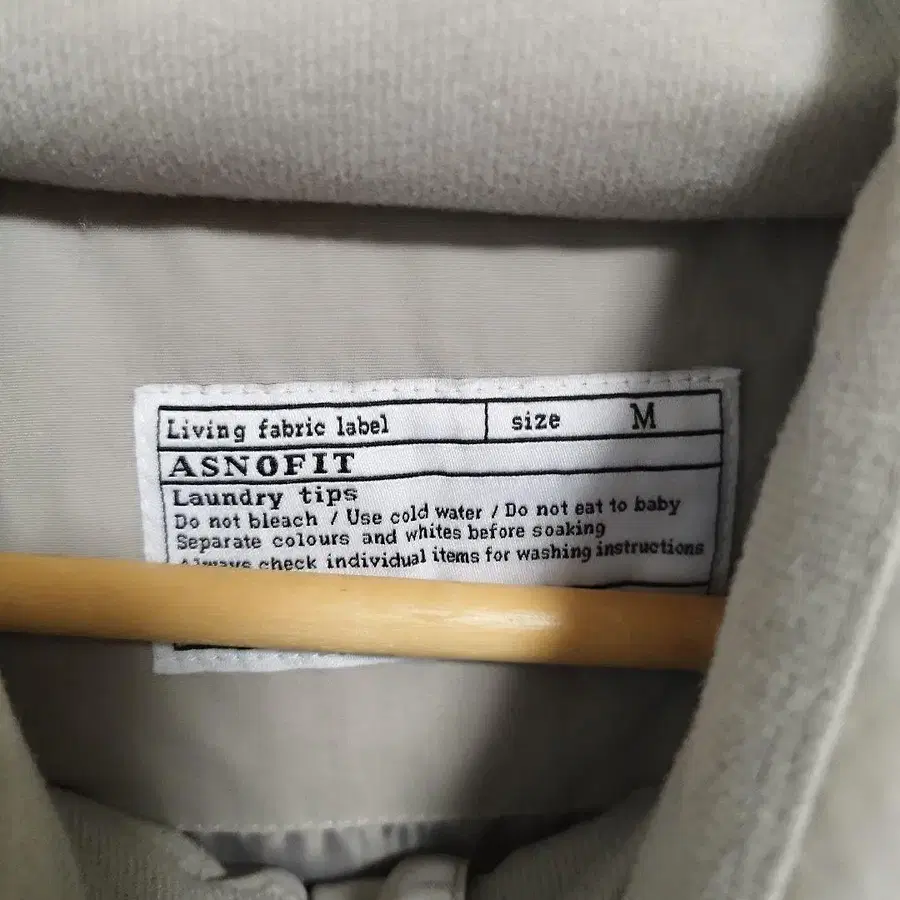 Living fabric label size M
ASNOFIT
Laundry tips
Do not bleach / Use cold water / Do not eat to baby
Separate colours and whites before soaking
Always check individual items for washing instructions